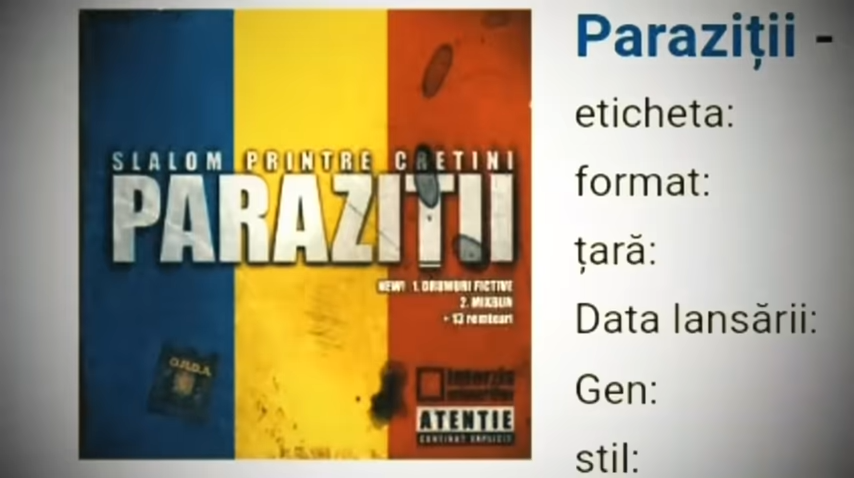 SLALOM PRINTRE CRETINI
PARAZIȚII
NEW! 1. DRUMURI FICTIVE
2. MIXBUN
+ 13 remixuri
O.R.D.A.
ATENTIE
CONTINUT EXPLICIT
Paraziții -
eticheta:
format:
țară:
Data lansării:
Gen:
stil: